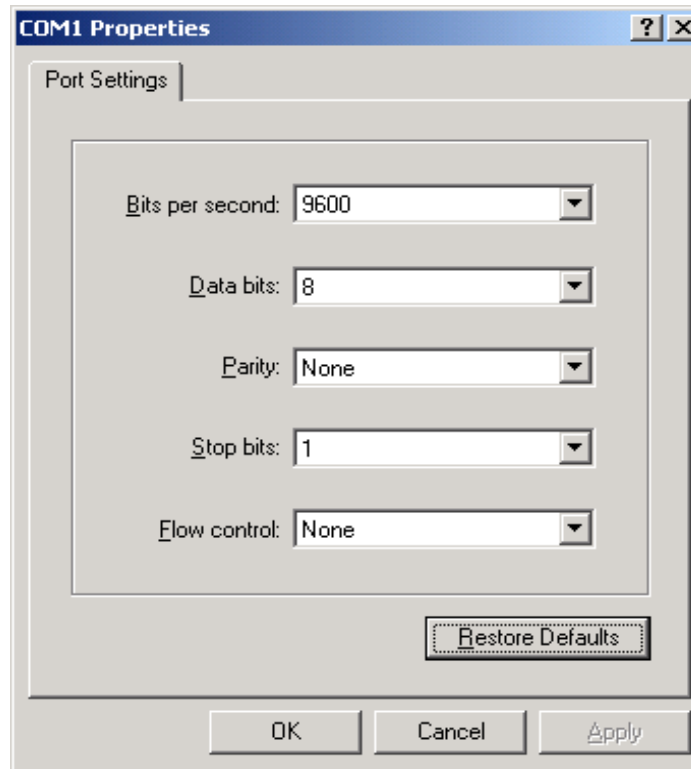 COM1 Properties
Port Settings
Bits per second: 9600
Data bits: 8
Parity: None
Stop bits: 1
Flow control: None
Restore Defaults
OK Cancel Apply